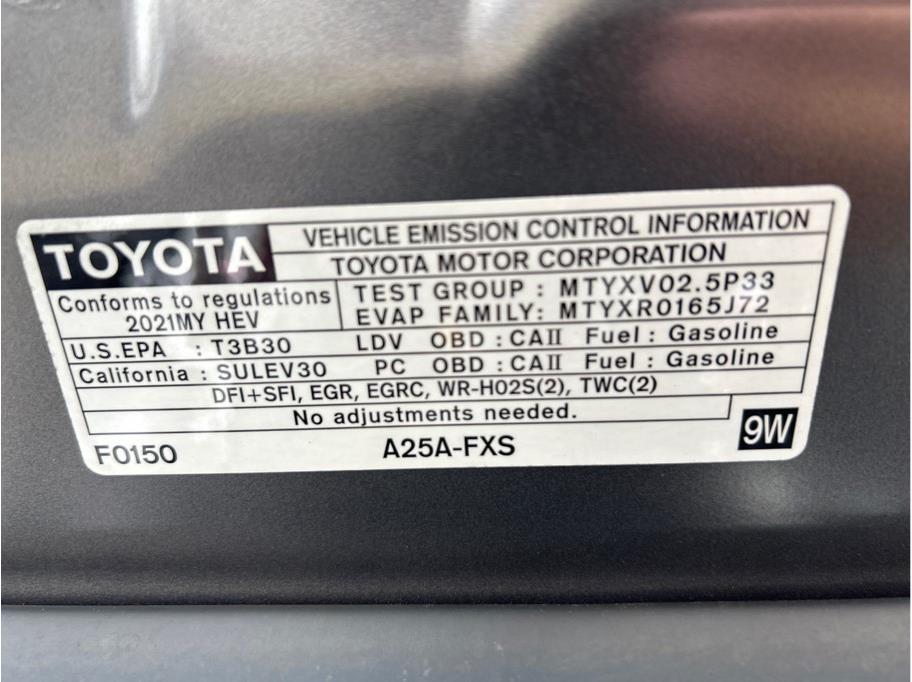 TOYOTA
VEHICLE EMISSION CONTROL INFORMATION
TOYOTA MOTOR CORPORATION
Conforms to regulations
2021MY HEV
TEST GROUP : MTYXV02.5P33
EVAP FAMILY: MTYXR0165J72
U.S.EPA : T3B30 LDV OBD : CAII Fuel : Gasoline
California : SULEV30 PC OBD : CAII Fuel : Gasoline
DFI+SFI, EGR, EGRC, WR-HO2S(2), TWC(2)
No adjustments needed.
F0150 A25A-FXS 9W